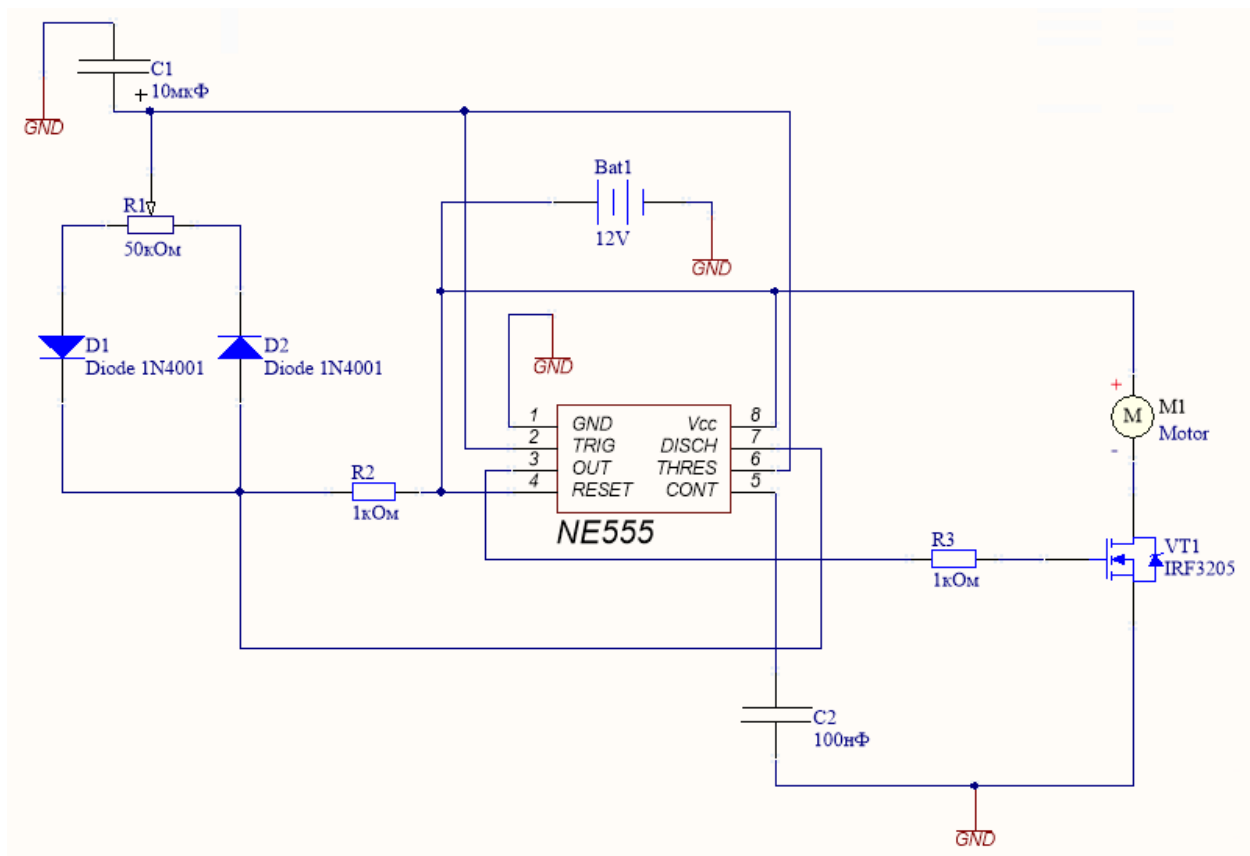 C1
+ 10мкФ
GND
Bat1
12V
GND
R1
50кОм
D1
Diode 1N4001
D2
Diode 1N4001
GND
1 GND Vcc 8
2 TRIG DISCH 7
3 OUT THRES 6
4 RESET CONT 5
NE555
R2
1кОм
+
M M1
Motor
-
R3
1кОм
VT1
IRF3205
C2
100нФ
GND